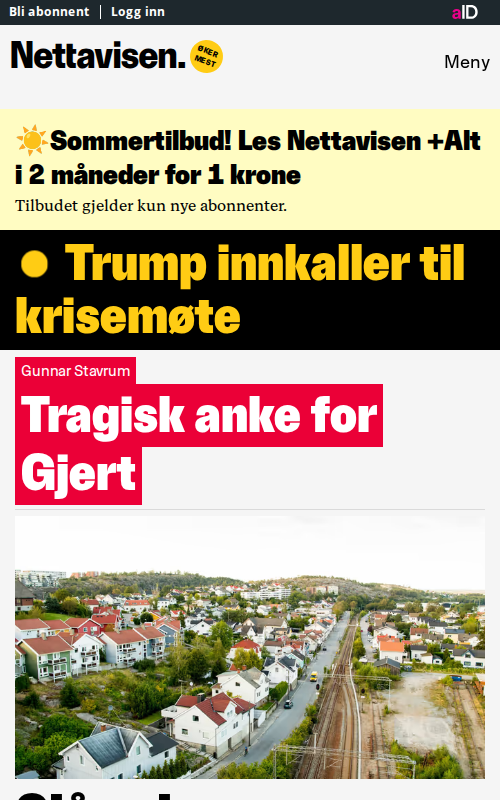 Bli abonnent | Logg inn
aID
Nettavisen.
ØKER
MEST
Meny
☀️Sommertilbud! Les Nettavisen +Alt
i 2 måneder for 1 krone
Tilbudet gjelder kun nye abonnenter.
Trump innkaller til
krisemøte
Gunnar Stavrum
Tragisk anke for
Gjert